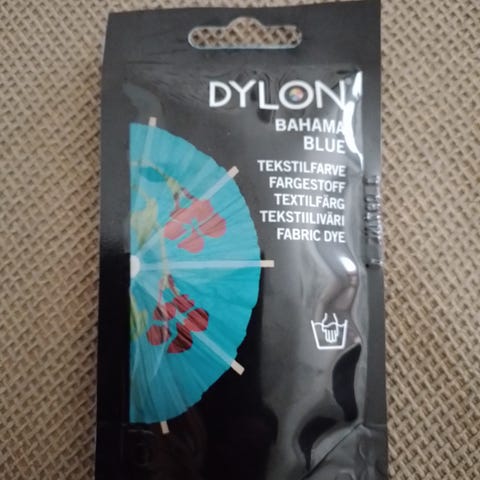 DYLON
BAHAMA
BLUE
TEKSTILFARVE
FARGESTOFF
TEXTILFÄRG
TEKSTIILIVÄRI
FABRIC DYE